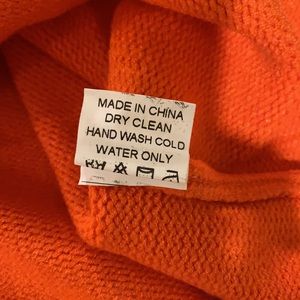 MADE IN CHINA
DRY CLEAN
HAND WASH COLD
WATER ONLY